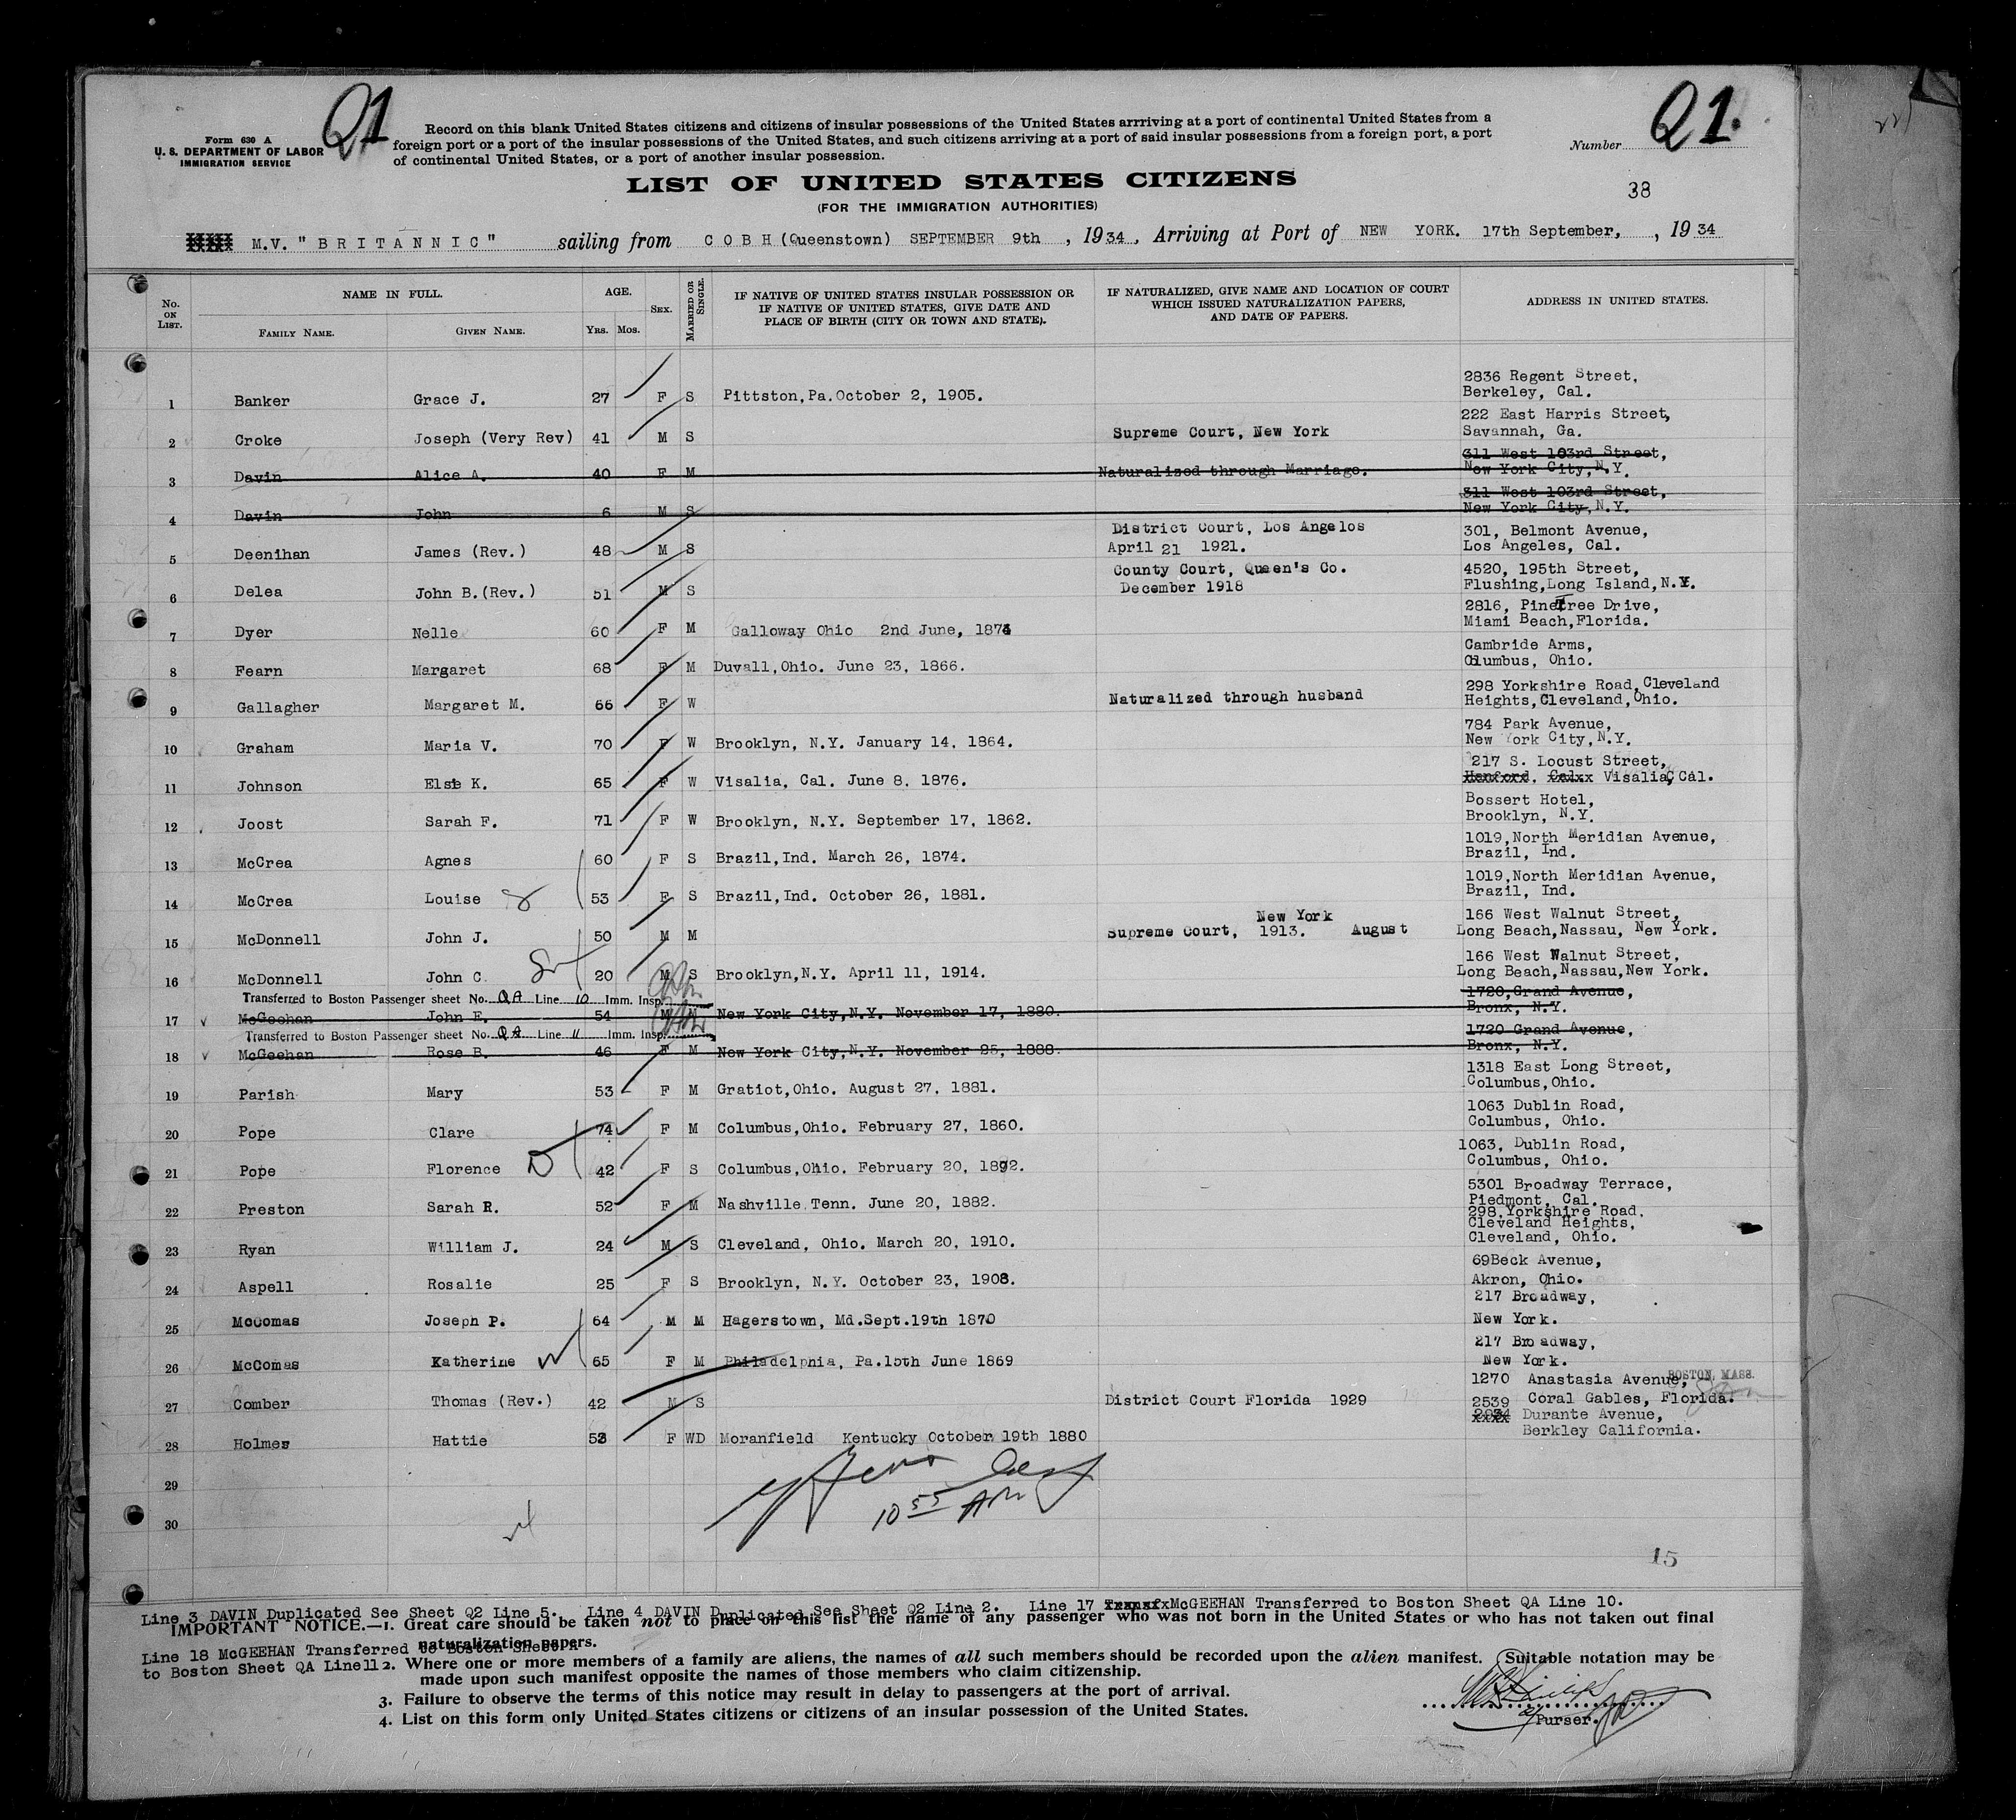 Q1
Q1.
Form 630 A
U. S. DEPARTMENT OF LABOR
IMMIGRATION SERVICE
Record on this blank United States citizens and citizens of insular possessions of the United States arrriving at a port of continental United States from a
foreign port or a port of the insular possessions of the United States, and such citizens arriving at a port of said insular possessions from a foreign port, a port
of continental United States, or a port of another insular possession.
Number
38
LIST OF UNITED STATES CITIZENS
(FOR THE IMMIGRATION AUTHORITIES)
M.V. "BRITANNIC" sailing from COBH (Queenstown) SEPTEMBER 9th , 1934, Arriving at Port of NEW YORK. 17th September, , 1934
No. ON LIST.
NAME IN FULL.
FAMILY NAME. GIVEN NAME.
AGE.
Yrs. Mos.
SEX.
MARRIED OR SINGLE.
IF NATIVE OF UNITED STATES INSULAR POSSESSION OR
IF NATIVE OF UNITED STATES, GIVE DATE AND
PLACE OF BIRTH (CITY OR TOWN AND STATE).
IF NATURALIZED, GIVE NAME AND LOCATION OF COURT
WHICH ISSUED NATURALIZATION PAPERS,
AND DATE OF PAPERS.
ADDRESS IN UNITED STATES.
1 Banker Grace J. 27 F S Pittston,Pa.October 2, 1905. 2836 Regent Street,
Berkeley, Cal.
2 Croke Joseph (Very Rev) 41 M S Supreme Court, New York 222 East Harris Street,
Savannah, Ga.
3 Davin Alice A. 40 F M Naturalized through Marriage. 311 West 103rd Street,
New York City,N.Y.
4 Davin John 6 M S 311 West 103rd Street,
New York City,N.Y.
5 Deenihan James (Rev.) 48 M S District Court, Los Angelos
April 21 1921. 301, Belmont Avenue,
Los Angeles, Cal.
6 Delea John B.(Rev.) 51 M S County Court, Queen's Co.
December 1918 4520, 195th Street,
Flushing,Long Island,N.Y.
7 Dyer Nelle 60 F M Galloway Ohio 2nd June, 1874 2816, PineTree Drive,
Miami Beach,Florida.
8 Fearn Margaret 68 F M Duvall,Ohio. June 23, 1866. Cambride Arms,
Clumbus, Ohio.
9 Gallagher Margaret M. 66 F W Naturalized through husband 298 Yorkshire Road,Cleveland
Heights,Cleveland,Ohio.
10 Graham Maria V. 70 F W Brooklyn, N.Y. January 14, 1864. 784 Park Avenue,
New York City,N.Y.
11 Johnson Elsie K. 65 F W Visalia, Cal. June 8, 1876. 217 S. Locust Street,
Hanford. Cal. Visalia, Cal.
12 Joost Sarah F. 71 F W Brooklyn, N.Y. September 17, 1862. Bossert Hotel,
Brooklyn, N.Y.
13 McCrea Agnes 60 F S Brazil,Ind. March 26, 1874. 1019,North Meridian Avenue,
Brazil, Ind.
14 McCrea Louise 53 F S Brazil,Ind. October 26, 1881. 1019,North Meridian Avenue,
Brazil, Ind.
15 McDonnell John J. 50 M M Supreme Court, New York 1913. August 166 West Walnut Street,
Long Beach,Nassau, New York.
16 McDonnell John C. 20 M S Brooklyn,N.Y. April 11, 1914. 166 West Walnut Street,
Long Beach,Nassau,New York.
Transferred to Boston Passenger sheet No. QA Line 10 Imm. Insp.
17 McGeehan John E. 54 M M New York City,N.Y. November 17, 1880. 1720,Grand Avenue,
Bronx, N.Y.
Transferred to Boston Passenger sheet No. QA Line 11 Imm. Insp.
18 McGeehan Rose B. 46 F M New York City,N.Y. November 25, 1888. 1720 Grand Avenue,
Bronx, N.Y.
19 Parish Mary 53 F M Gratiot,Ohio. August 27, 1881. 1318 East Long Street,
Columbus,Ohio.
20 Pope Clare 74 F M Columbus,Ohio. February 27, 1860. 1063 Dublin Road,
Columbus, Ohio.
21 Pope Florence 42 F S Columbus,Ohio. February 20, 1892. 1063, Dublin Road,
Columbus, Ohio.
22 Preston Sarah R. 52 F M Nashville Tenn. June 20, 1882. 5301 Broadway Terrace,
Piedmont, Cal.
23 Ryan William J. 24 M S Cleveland, Ohio. March 20, 1910. 298,Yorkshire Road,
Cleveland Heights,
Cleveland, Ohio.
24 Aspell Rosalie 25 F S Brooklyn, N.Y. October 23, 1908. 69Beck Avenue,
Akron, Ohio.
25 McComas Joseph P. 64 M M Hagerstown, Md.Sept.19th 1870 217 Broadway,
New York.
26 McComas Katherine 65 F M Philadelphia, Pa.15th June 1869 217 Broadway,
New York.
27 Comber Thomas (Rev.) 42 M S District Court Florida 1929 1270 Anastasia Avenue,
Coral Gables, Florida.
BOSTON, MASS.
28 Holmes Hattie 53 F WD Moranfield Kentucky October 19th 1880 2539 Durante Avenue,
Berkley California.
29
30
10 55 AM
15
Line 3 DAVIN Duplicated See Sheet Q2 Line 5. Line 4 DAVIN Duplicated See Sheet Q2 Line 2. Line 17 McGEEHAN Transferred to Boston Sheet QA Line 10.
IMPORTANT NOTICE.—1. Great care should be taken not to place on this list the name of any passenger who was not born in the United States or who has not taken out final
naturalization papers.
Line 18 McGEEHAN Transferred to Boston Sheet
to Boston Sheet QA Line11
2. Where one or more members of a family are aliens, the names of all such members should be recorded upon the alien manifest. Suitable notation may be
made upon such manifest opposite the names of those members who claim citizenship.
3. Failure to observe the terms of this notice may result in delay to passengers at the port of arrival.
4. List on this form only United States citizens or citizens of an insular possession of the United States.
Purser.